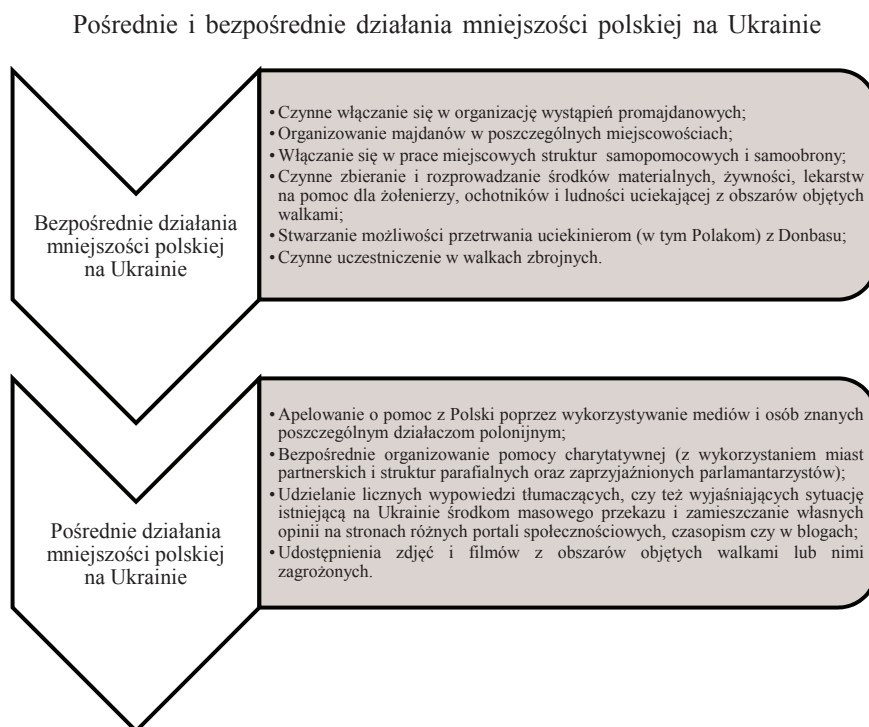 Pośrednie i bezpośrednie działania mniejszości polskiej na Ukrainie
Bezpośrednie działania
mniejszości polskiej
na Ukrainie
• Czynne włączanie się w organizację wystąpień promajdanowych;
• Organizowanie majdanów w poszczególnych miejscowościach;
• Włączanie się w prace miejscowych struktur samopomocowych i samoobrony;
• Czynne zbieranie i rozprowadzanie środków materialnych, żywności, lekarstw
na pomoc dla żołenierzy, ochotników i ludności uciekającej z obszarów objętych
walkami;
• Stwarzanie możliwości przetrwania uciekinierom (w tym Polakom) z Donbasu;
• Czynne uczestniczenie w walkach zbrojnych.
Pośrednie działania
mniejszości polskiej
na Ukrainie
• Apelowanie o pomoc z Polski poprzez wykorzystywanie mediów i osób znanych
poszczególnym działaczom polonijnym;
• Bezpośrednie organizowanie pomocy charytatywnej (z wykorzystaniem miast
partnerskich i struktur parafialnych oraz zaprzyjaźnionych parlamantarzystów);
• Udzielanie licznych wypowiedzi tłumaczących, czy też wyjaśniających sytuację
istniejącą na Ukrainie środkom masowego przekazu i zamieszczanie własnych
opinii na stronach różnych portali społecznościowych, czasopism czy w blogach;
• Udostępnienia zdjęć i filmów z obszarów objętych walkami lub nimi
zagrożonych.